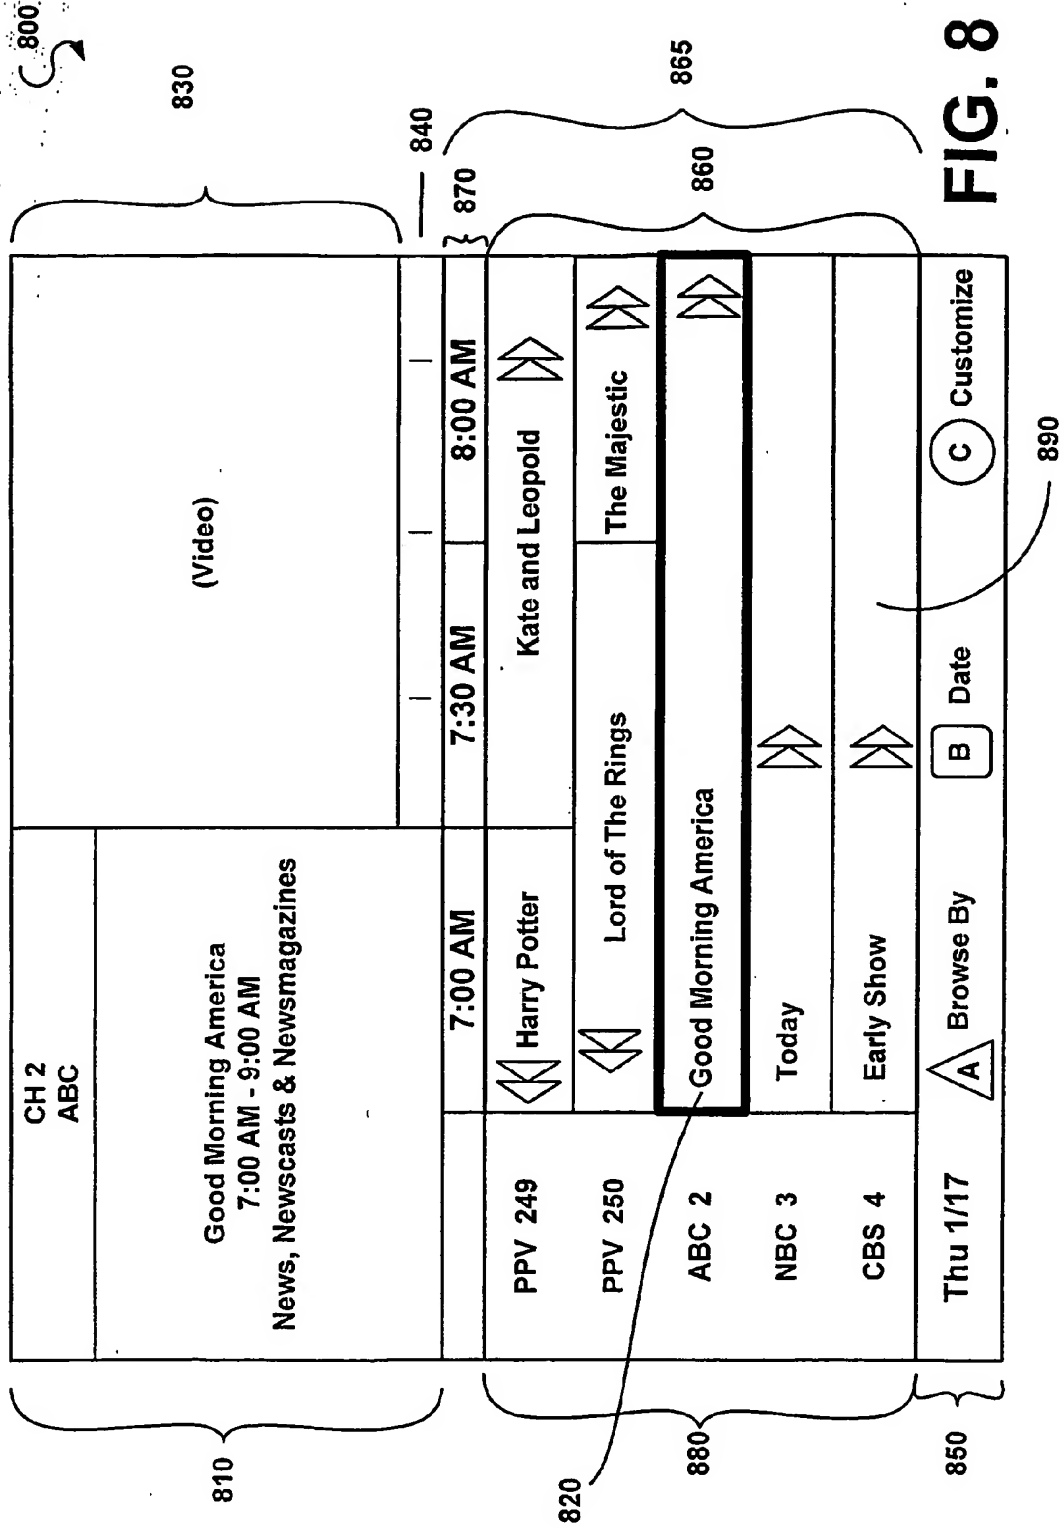 800
CH 2
ABC
Good Morning America
7:00 AM - 9:00 AM
News, Newscasts & Newsmagazines
(Video)
810
830
840
7:00 AM
7:30 AM
8:00 AM
870
PPV 249
Harry Potter
Kate and Leopold
PPV 250
Lord of The Rings
The Majestic
ABC 2
Good Morning America
NBC 3
Today
CBS 4
Early Show
820
880
860
865
Thu 1/17
A Browse By
B Date
C Customize
850
890
FIG. 8